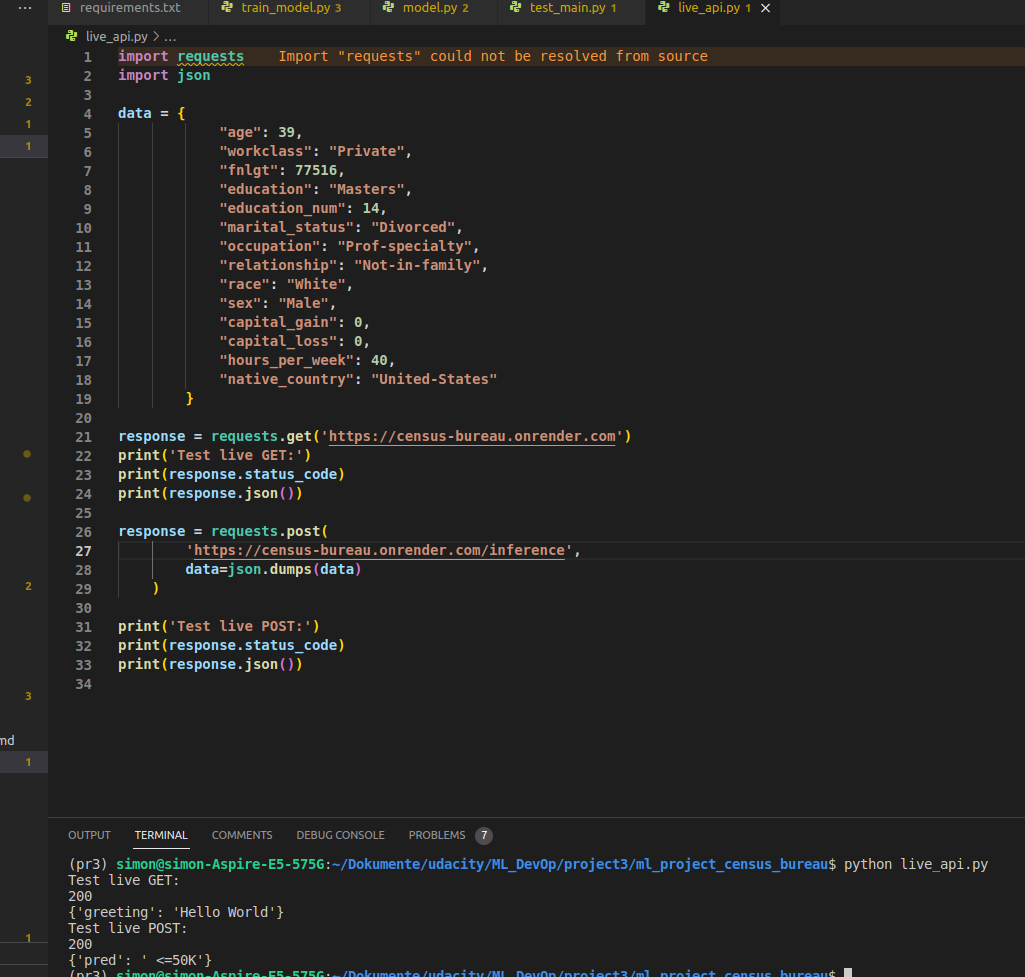 ...
requirements.txt train_model.py 3 model.py 2 test_main.py 1 live_api.py 1
live_api.py > ...
3
2
1
1
2
3
md
1
1
1 import requests Import "requests" could not be resolved from source
2 import json
3
4 data = {
5 "age": 39,
6 "workclass": "Private",
7 "fnlgt": 77516,
8 "education": "Masters",
9 "education_num": 14,
10 "marital_status": "Divorced",
11 "occupation": "Prof-specialty",
12 "relationship": "Not-in-family",
13 "race": "White",
14 "sex": "Male",
15 "capital_gain": 0,
16 "capital_loss": 0,
17 "hours_per_week": 40,
18 "native_country": "United-States"
19 }
20
21 response = requests.get('https://census-bureau.onrender.com')
22 print('Test live GET:')
23 print(response.status_code)
24 print(response.json())
25
26 response = requests.post(
27 'https://census-bureau.onrender.com/inference',
28 data=json.dumps(data)
29 )
30
31 print('Test live POST:')
32 print(response.status_code)
33 print(response.json())
34
OUTPUT TERMINAL COMMENTS DEBUG CONSOLE PROBLEMS 7
(pr3) simon@simon-Aspire-E5-575G:~/Dokumente/udacity/ML_DevOp/project3/ml_project_census_bureau$ python live_api.py
Test live GET:
200
{'greeting': 'Hello World'}
Test live POST:
200
{'pred': ' <=50K'}
(pr3) simon@simon-Aspire-E5-575G:~/Dokumente/udacity/ML_DevOp/project3/ml_project_census_bureau$